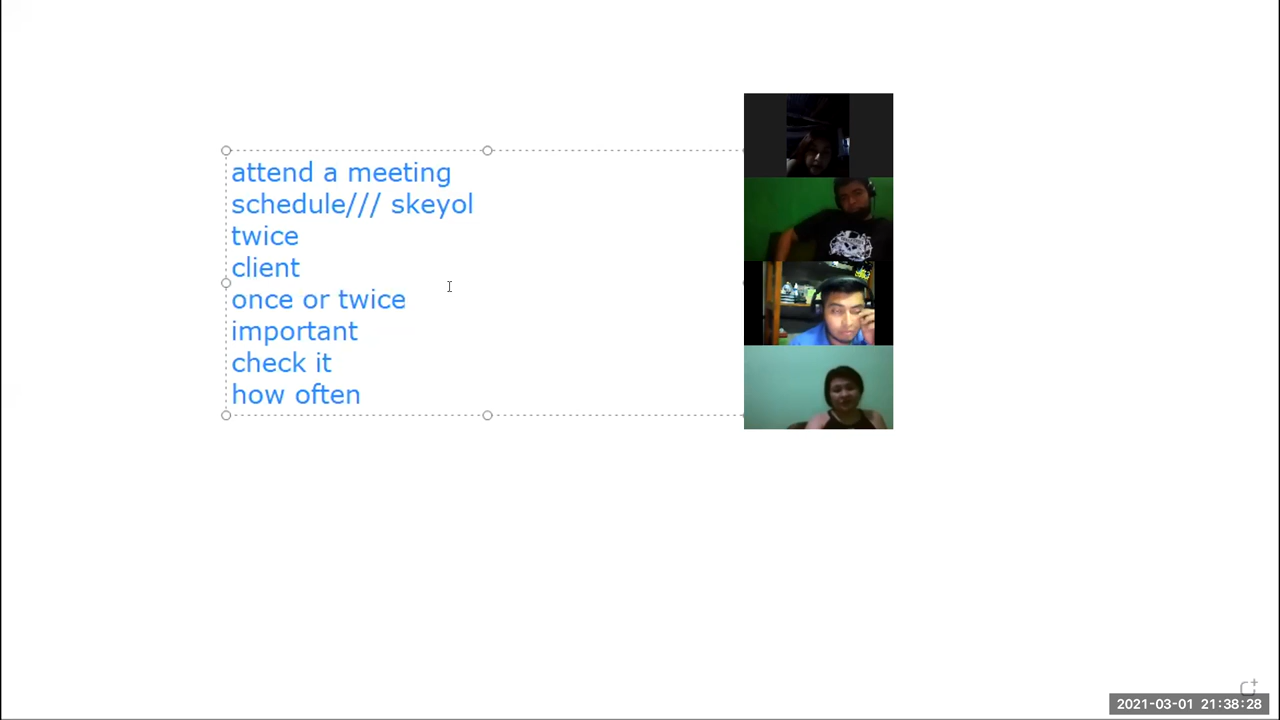 attend a meeting
schedule/// skeyol
twice
client
once or twice
important
check it
how often
2021-03-01 21:38:28